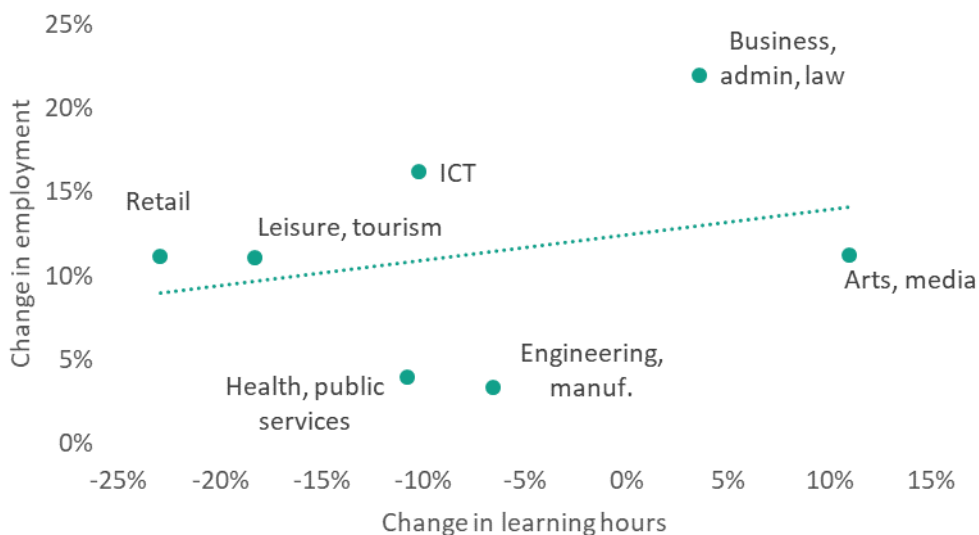 25%
20%
15%
10%
5%
0%
Change in employment
Business,
admin, law
ICT
Retail
Leisure, tourism
Arts, media
Engineering,
manuf.
Health, public
services
-25% -20% -15% -10% -5% 0% 5% 10% 15%
Change in learning hours